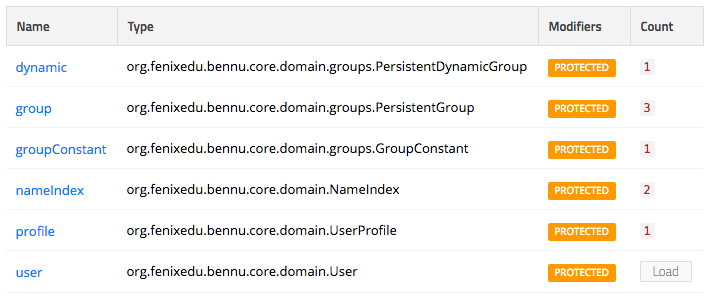 Name Type Modifiers Count
dynamic org.fenixedu.bennu.core.domain.groups.PersistentDynamicGroup PROTECTED 1
group org.fenixedu.bennu.core.domain.groups.PersistentGroup PROTECTED 3
groupConstant org.fenixedu.bennu.core.domain.groups.GroupConstant PROTECTED 1
nameIndex org.fenixedu.bennu.core.domain.NameIndex PROTECTED 2
profile org.fenixedu.bennu.core.domain.UserProfile PROTECTED 1
user org.fenixedu.bennu.core.domain.User PROTECTED Load